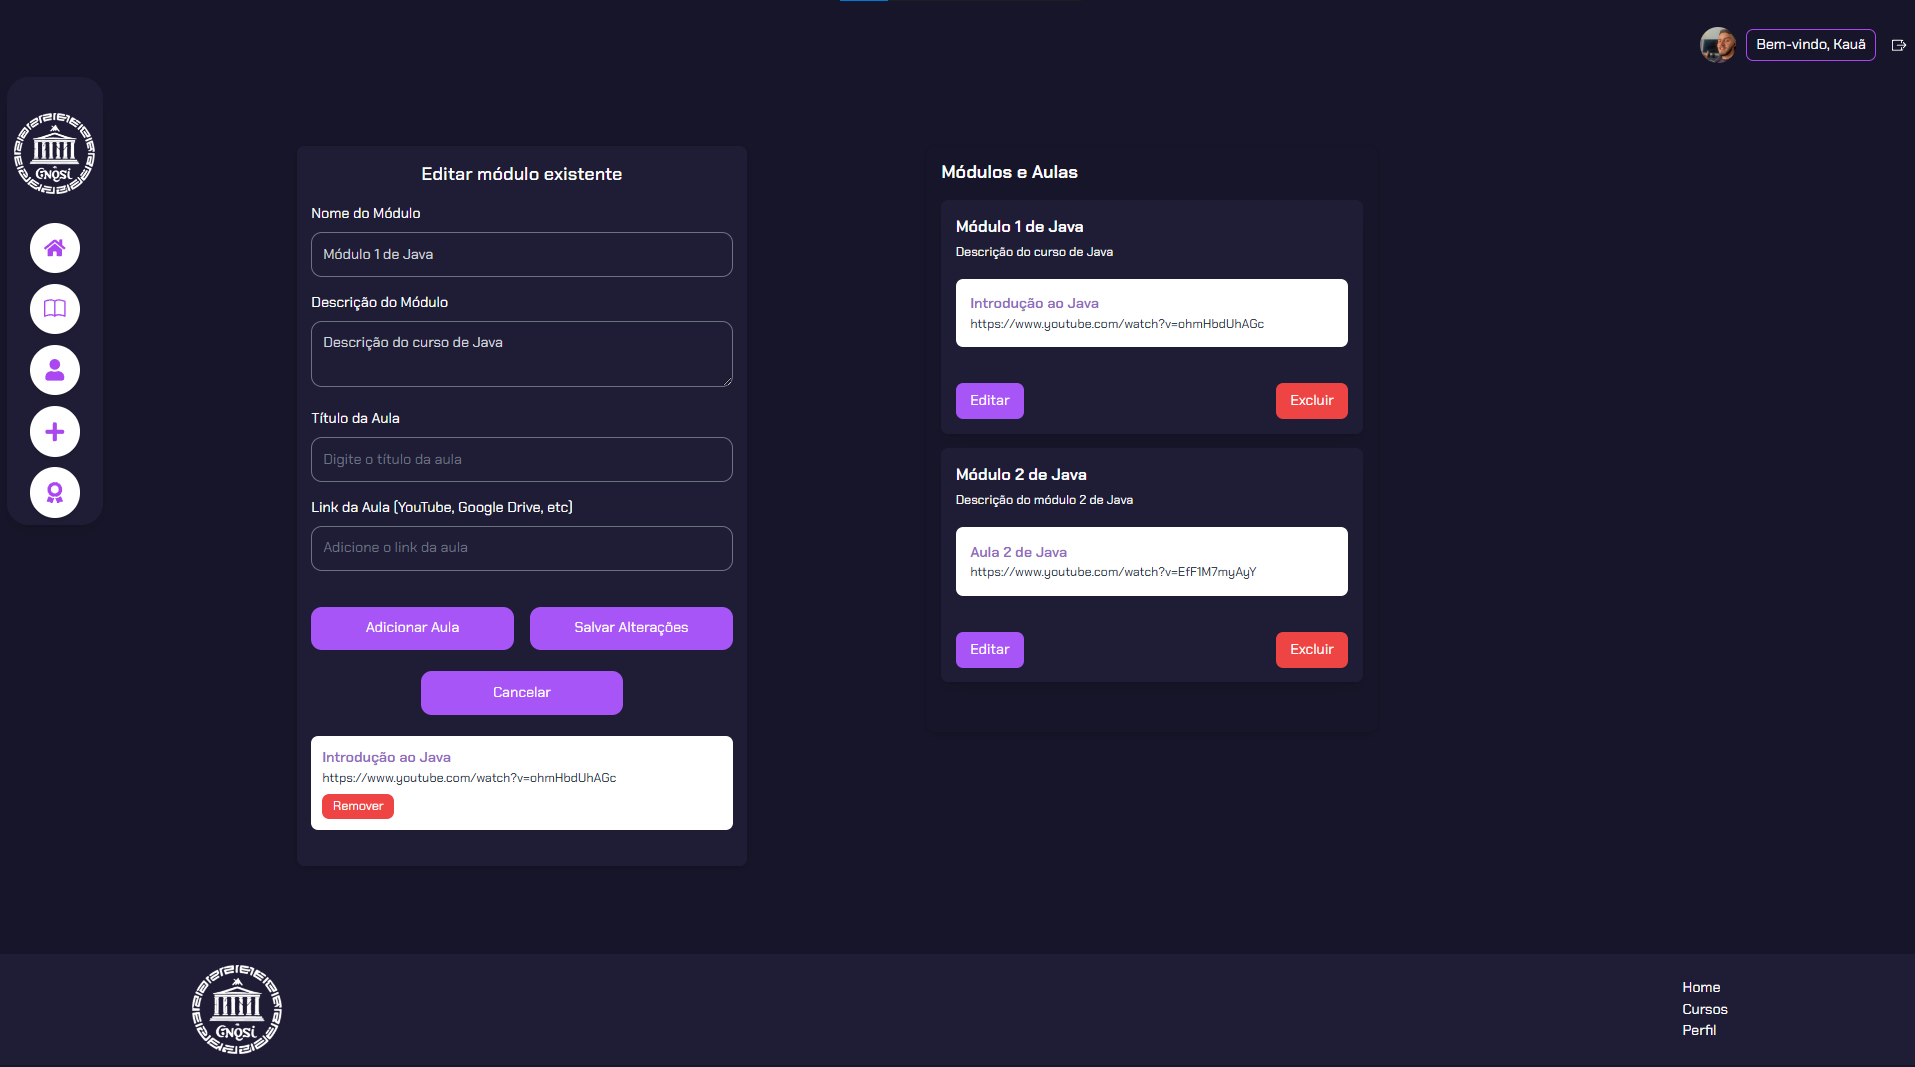 Bem-vindo, Kauã
Gnosi
Editar módulo existente
Nome do Módulo
Módulo 1 de Java
Descrição do Módulo
Descrição do curso de Java
Título da Aula
Digite o título da aula
Link da Aula (YouTube, Google Drive, etc)
Adicione o link da aula
Adicionar Aula
Salvar Alterações
Cancelar
Introdução ao Java
https://www.youtube.com/watch?v=ohmHbdUhAGc
Remover
Módulos e Aulas
Módulo 1 de Java
Descrição do curso de Java
Introdução ao Java
https://www.youtube.com/watch?v=ohmHbdUhAGc
Editar
Excluir
Módulo 2 de Java
Descrição do módulo 2 de Java
Aula 2 de Java
https://www.youtube.com/watch?v=EfF1M7myAyY
Editar
Excluir
Gnosi
Home
Cursos
Perfil